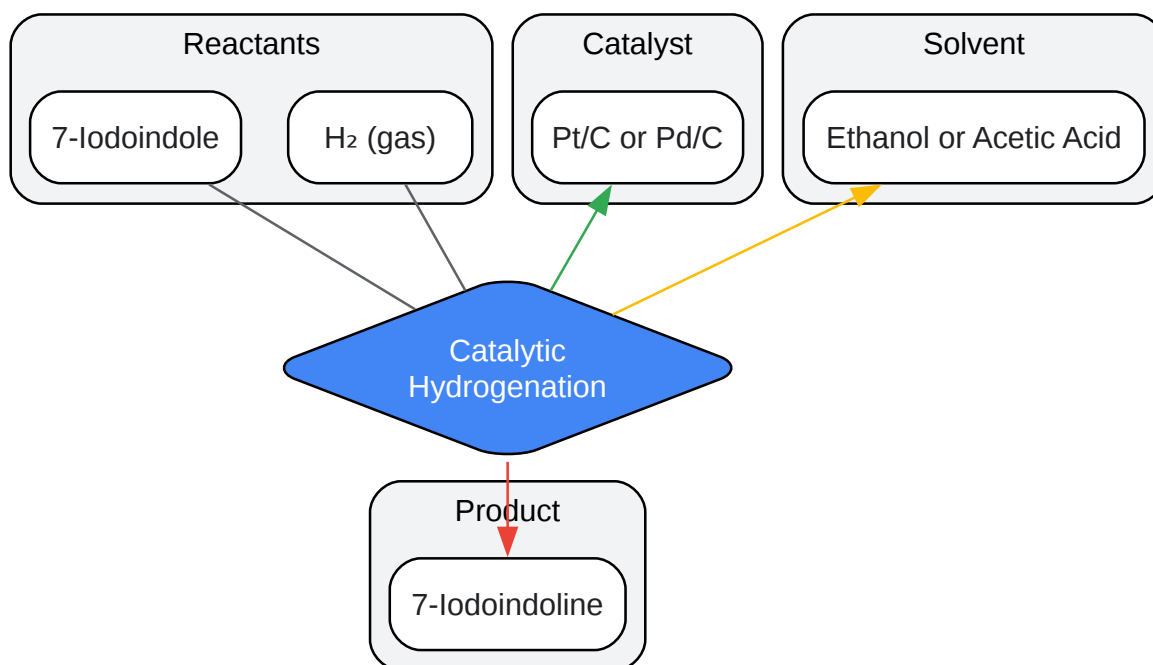 Reactants
Catalyst
Solvent
7-Iodoindole
H₂ (gas)
Pt/C or Pd/C
Ethanol or Acetic Acid
Catalytic
Hydrogenation
Product
7-Iodoindoline